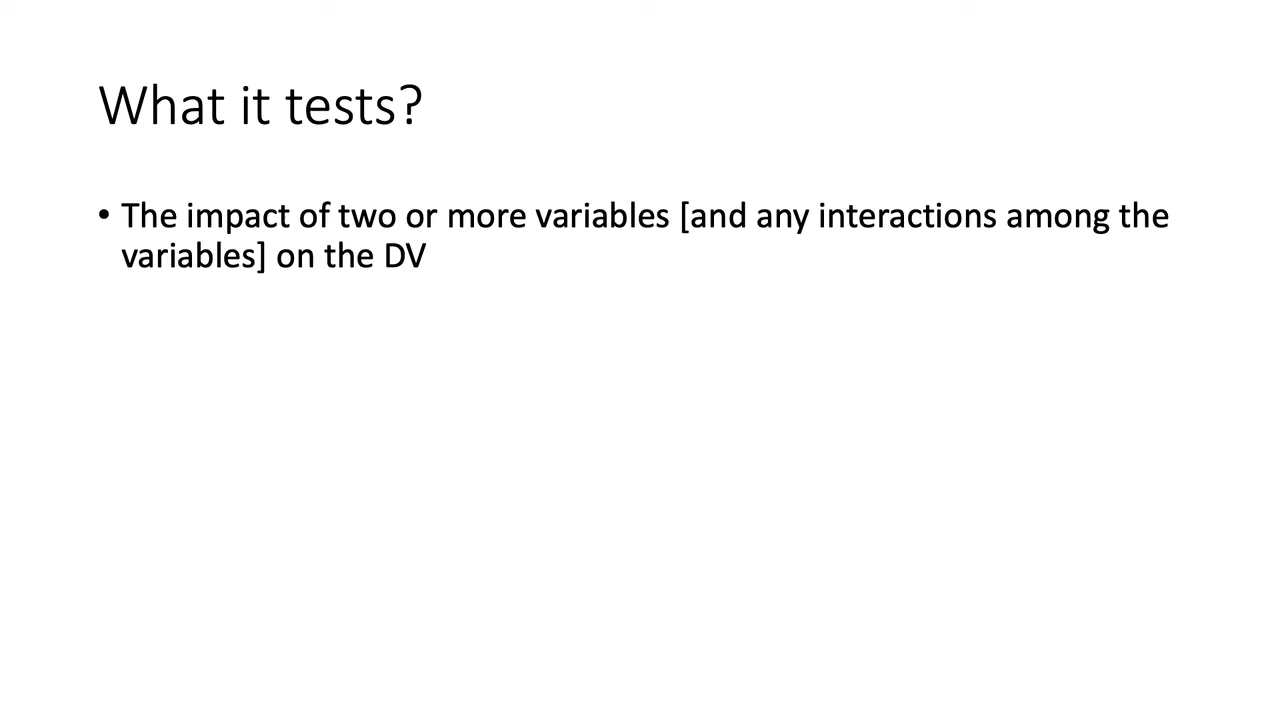 What it tests?
• The impact of two or more variables [and any interactions among the
variables] on the DV